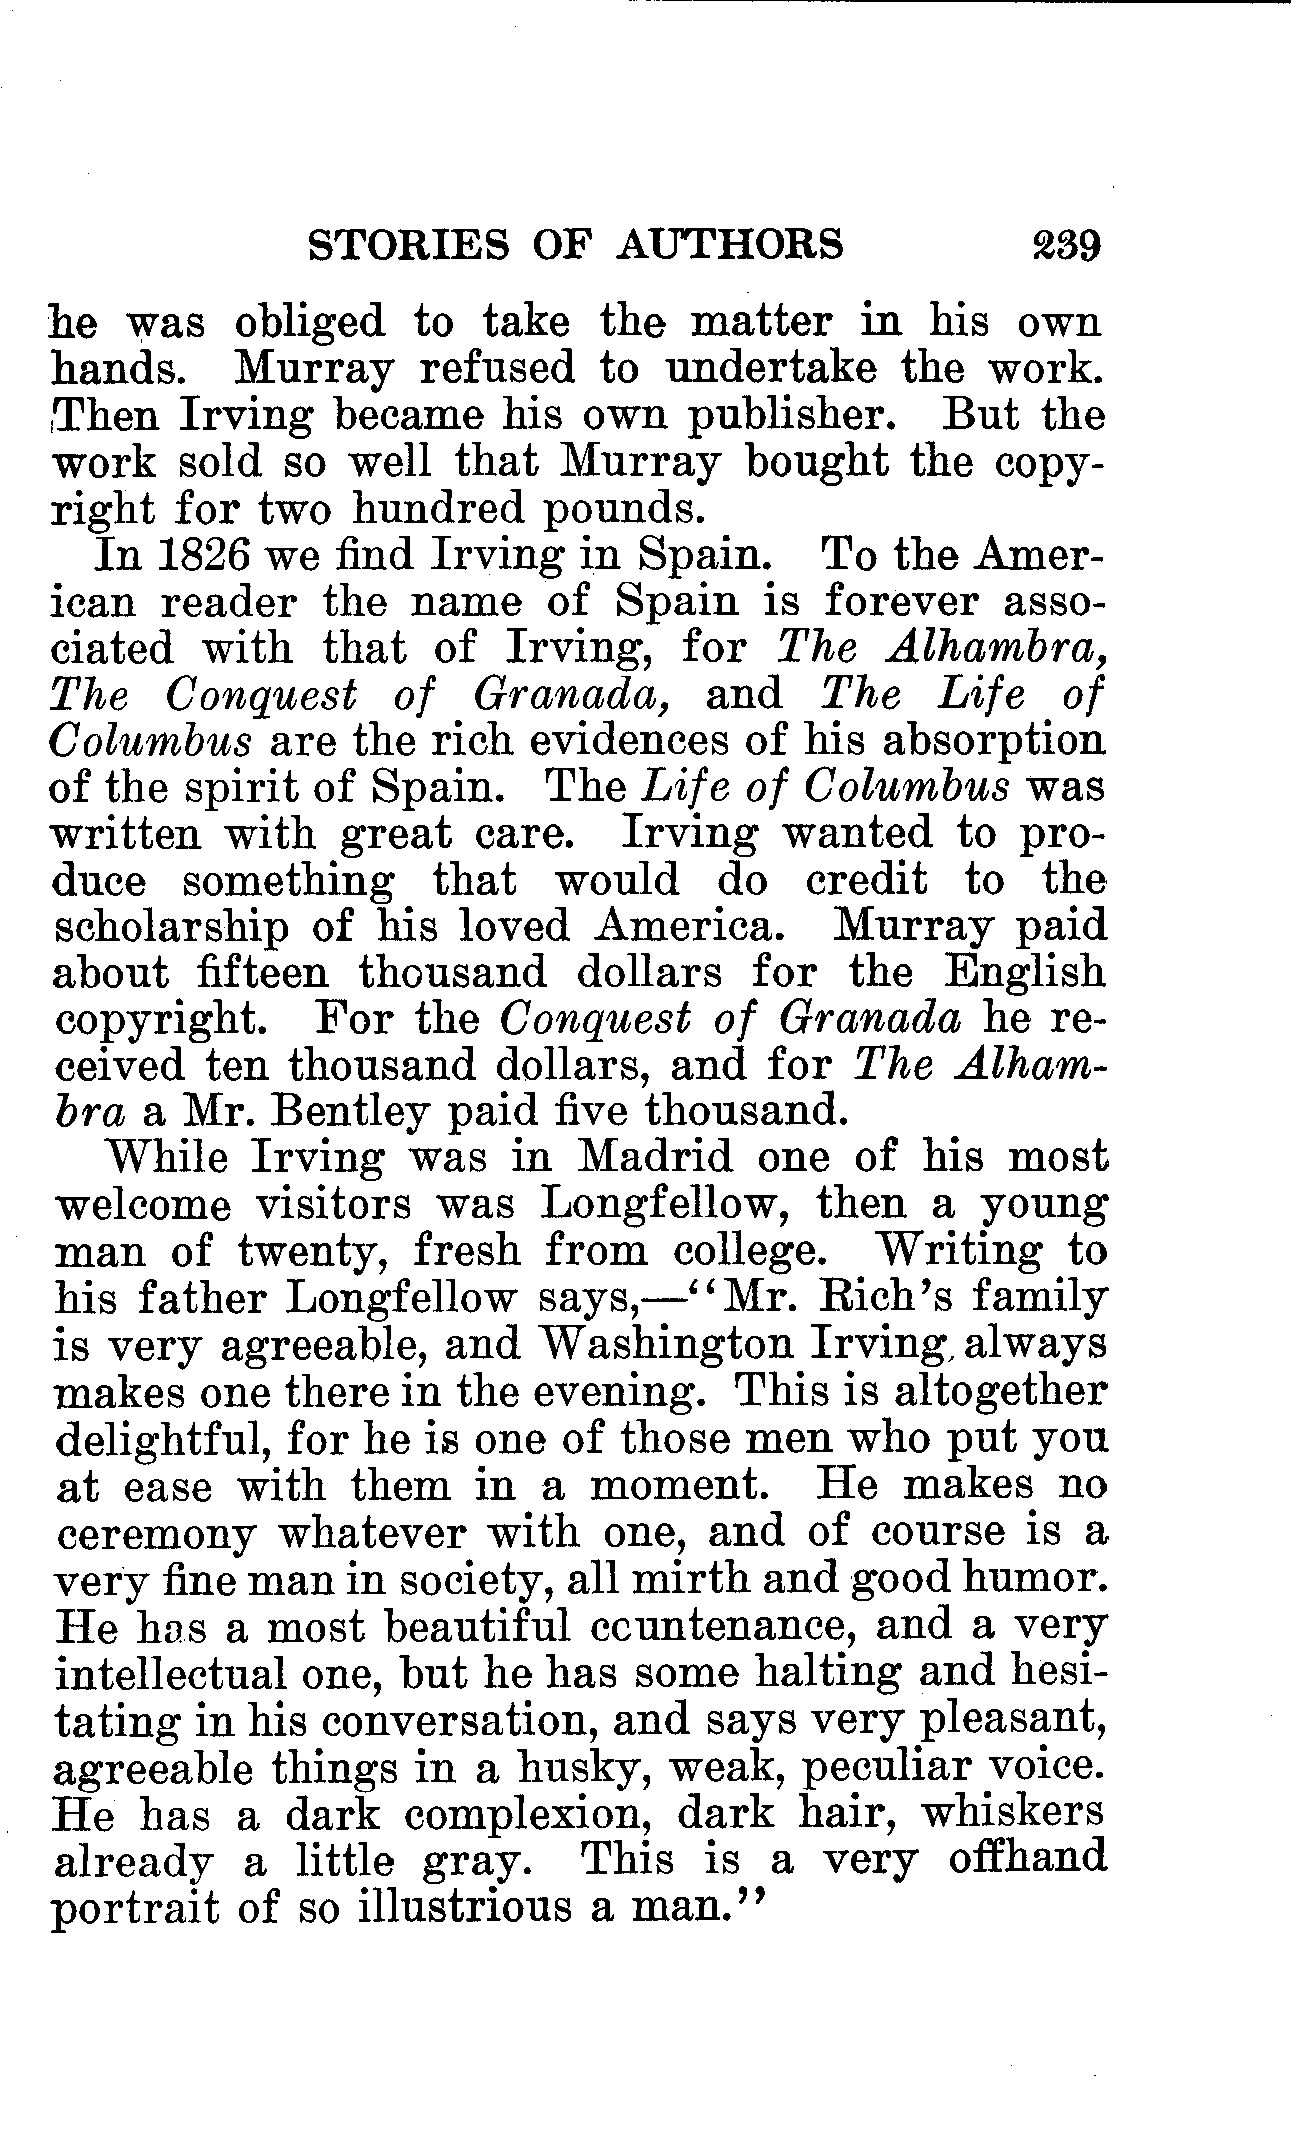 STORIES OF AUTHORS 239
he was obliged to take the matter in his own
hands. Murray refused to undertake the work.
Then Irving became his own publisher. But the
work sold so well that Murray bought the copy-
right for two hundred pounds.
In 1826 we find Irving in Spain. To the Amer-
ican reader the name of Spain is forever asso-
ciated with that of Irving, for The Alhambra,
The Conquest of Granada, and The Life of
Columbus are the rich evidences of his absorption
of the spirit of Spain. The Life of Columbus was
written with great care. Irving wanted to pro-
duce something that would do credit to the
scholarship of his loved America. Murray paid
about fifteen thousand dollars for the English
copyright. For the Conquest of Granada he re-
ceived ten thousand dollars, and for The Alham-
bra a Mr. Bentley paid five thousand.
While Irving was in Madrid one of his most
welcome visitors was Longfellow, then a young
man of twenty, fresh from college. Writing to
his father Longfellow says,—"Mr. Rich's family
is very agreeable, and Washington Irving, always
makes one there in the evening. This is altogether
delightful, for he is one of those men who put you
at ease with them in a moment. He makes no
ceremony whatever with one, and of course is a
very fine man in society, all mirth and good humor.
He has a most beautiful ccuntenance, and a very
intellectual one, but he has some halting and hesi-
tating in his conversation, and says very pleasant,
agreeable things in a husky, weak, peculiar voice.
He has a dark complexion, dark hair, whiskers
already a little gray. This is a very offhand
portrait of so illustrious a man."